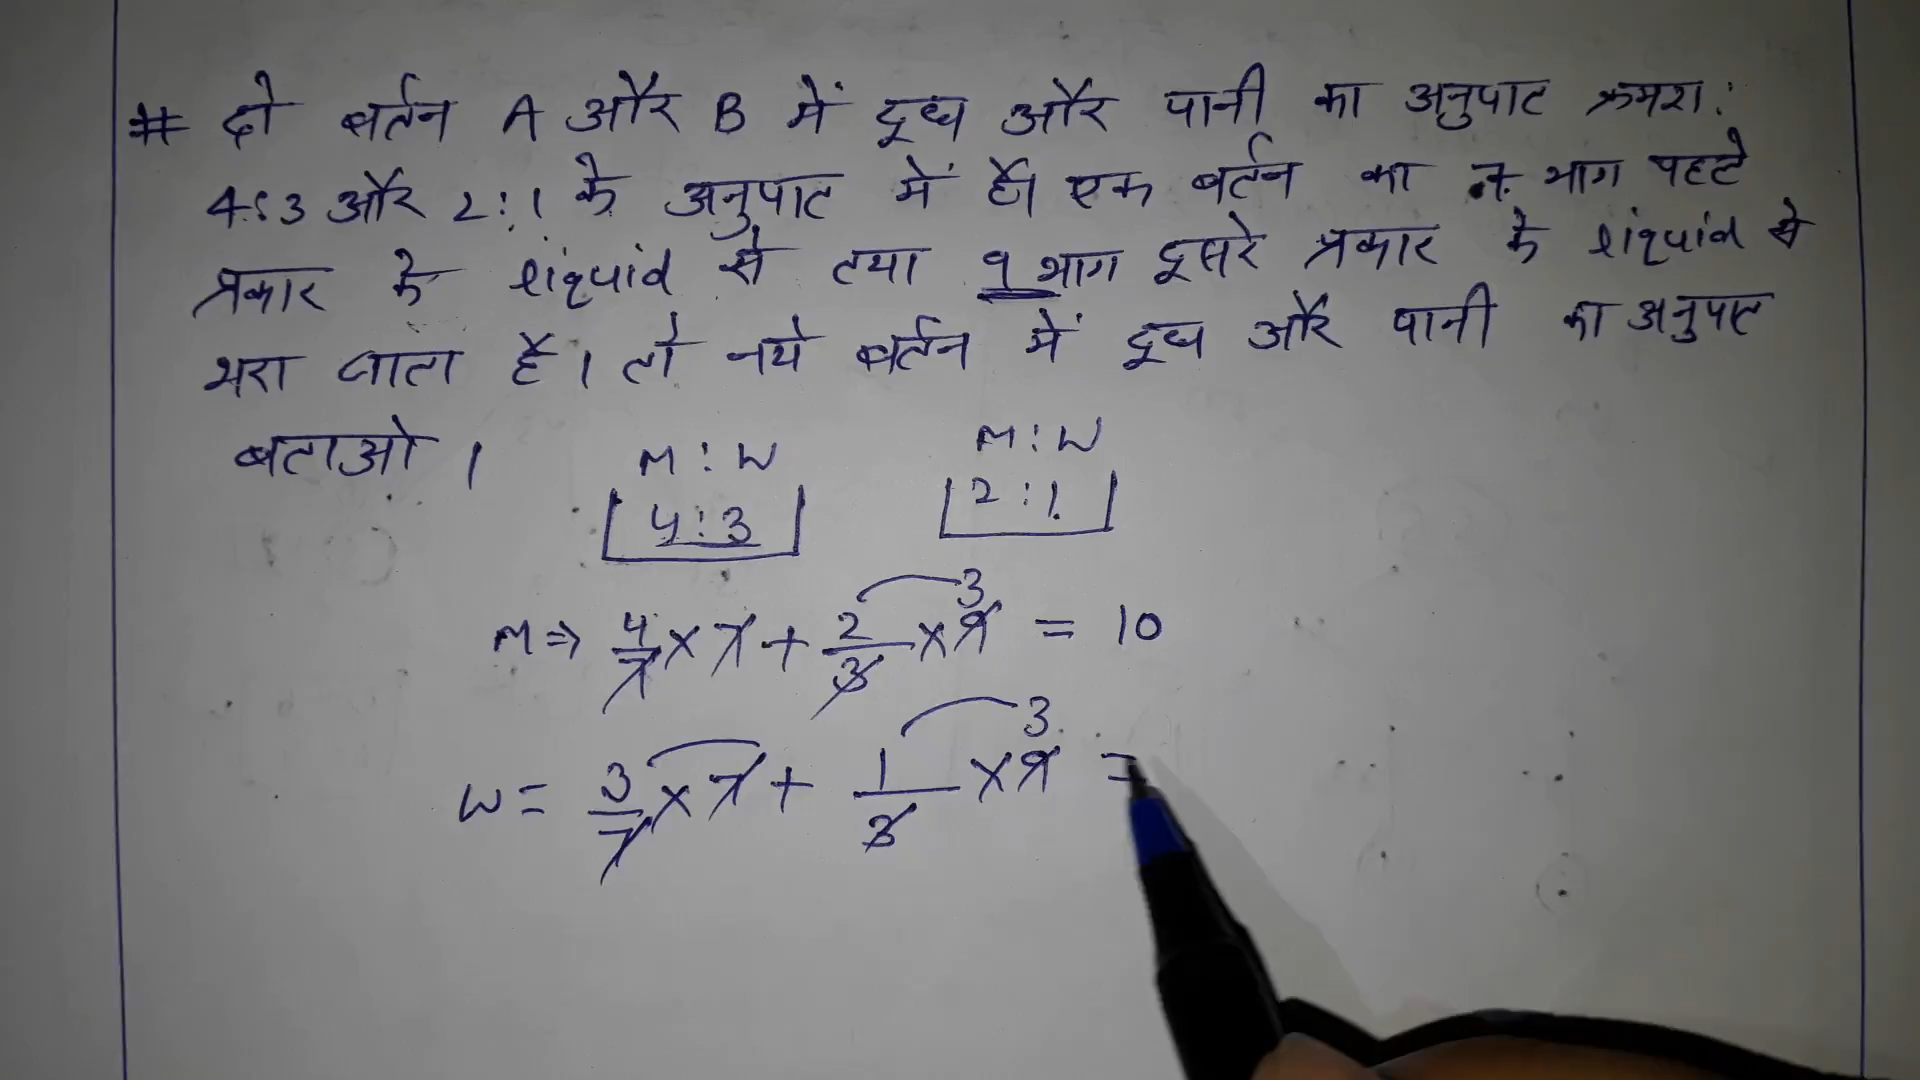 # दो बर्तन A और B में दूध और पानी का अनुपात क्रमश:
4:3 और 2:1 के अनुपात में है। एक बर्तन का 7 भाग पहले
प्रकार के liquid से तथा 9 भाग दूसरे प्रकार के liquid से
भरा जाता है। तो नये बर्तन में दूध और पानी का अनुपात
बताओ।
M : W M : W
4 : 3 2 : 1
M ⇒ 4/7 × 7 + 2/3 × 9 3 = 10
W = 3/7 × 7 + 1/3 × 9 3 =